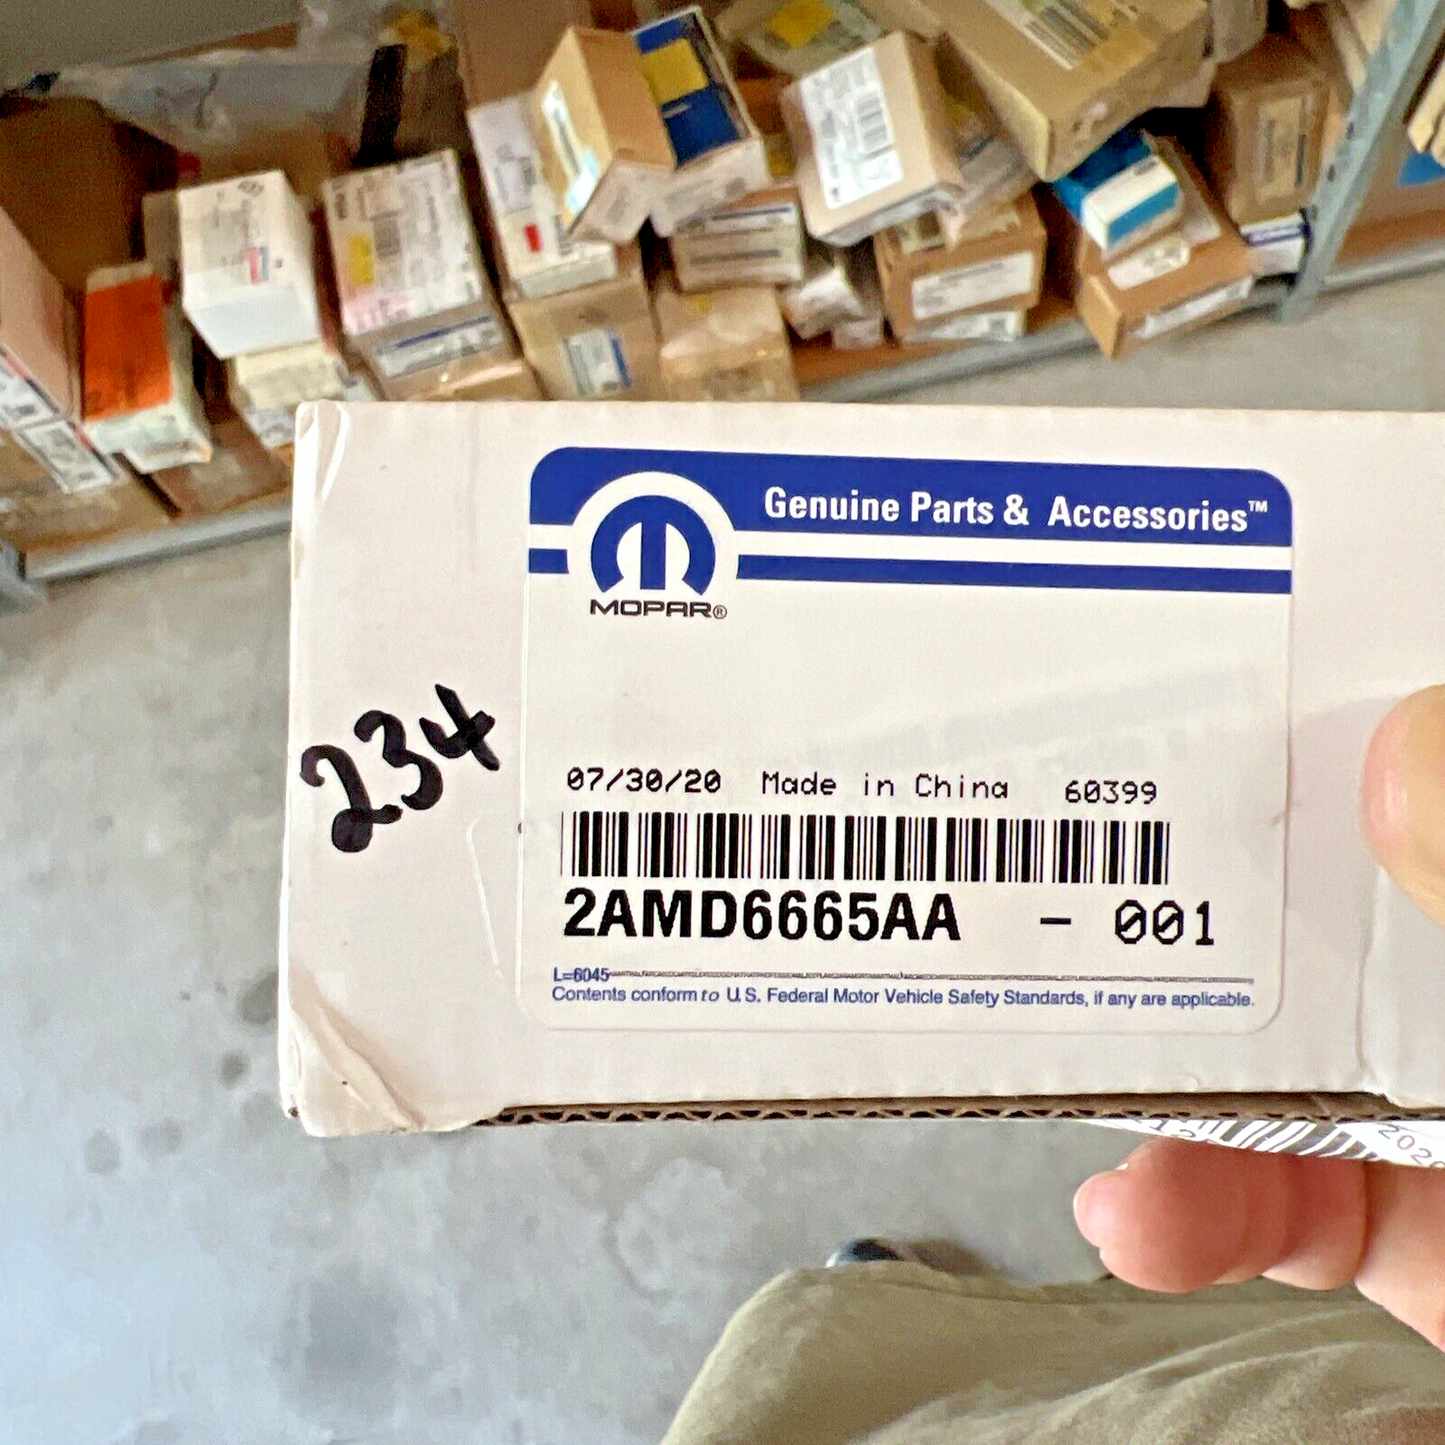 Genuine Parts & Accessories™
MOPAR®
234
07/30/20 Made in China 60399
2AMD6665AA - 001
L=6045
Contents conform to U.S. Federal Motor Vehicle Safety Standards, if any are applicable.